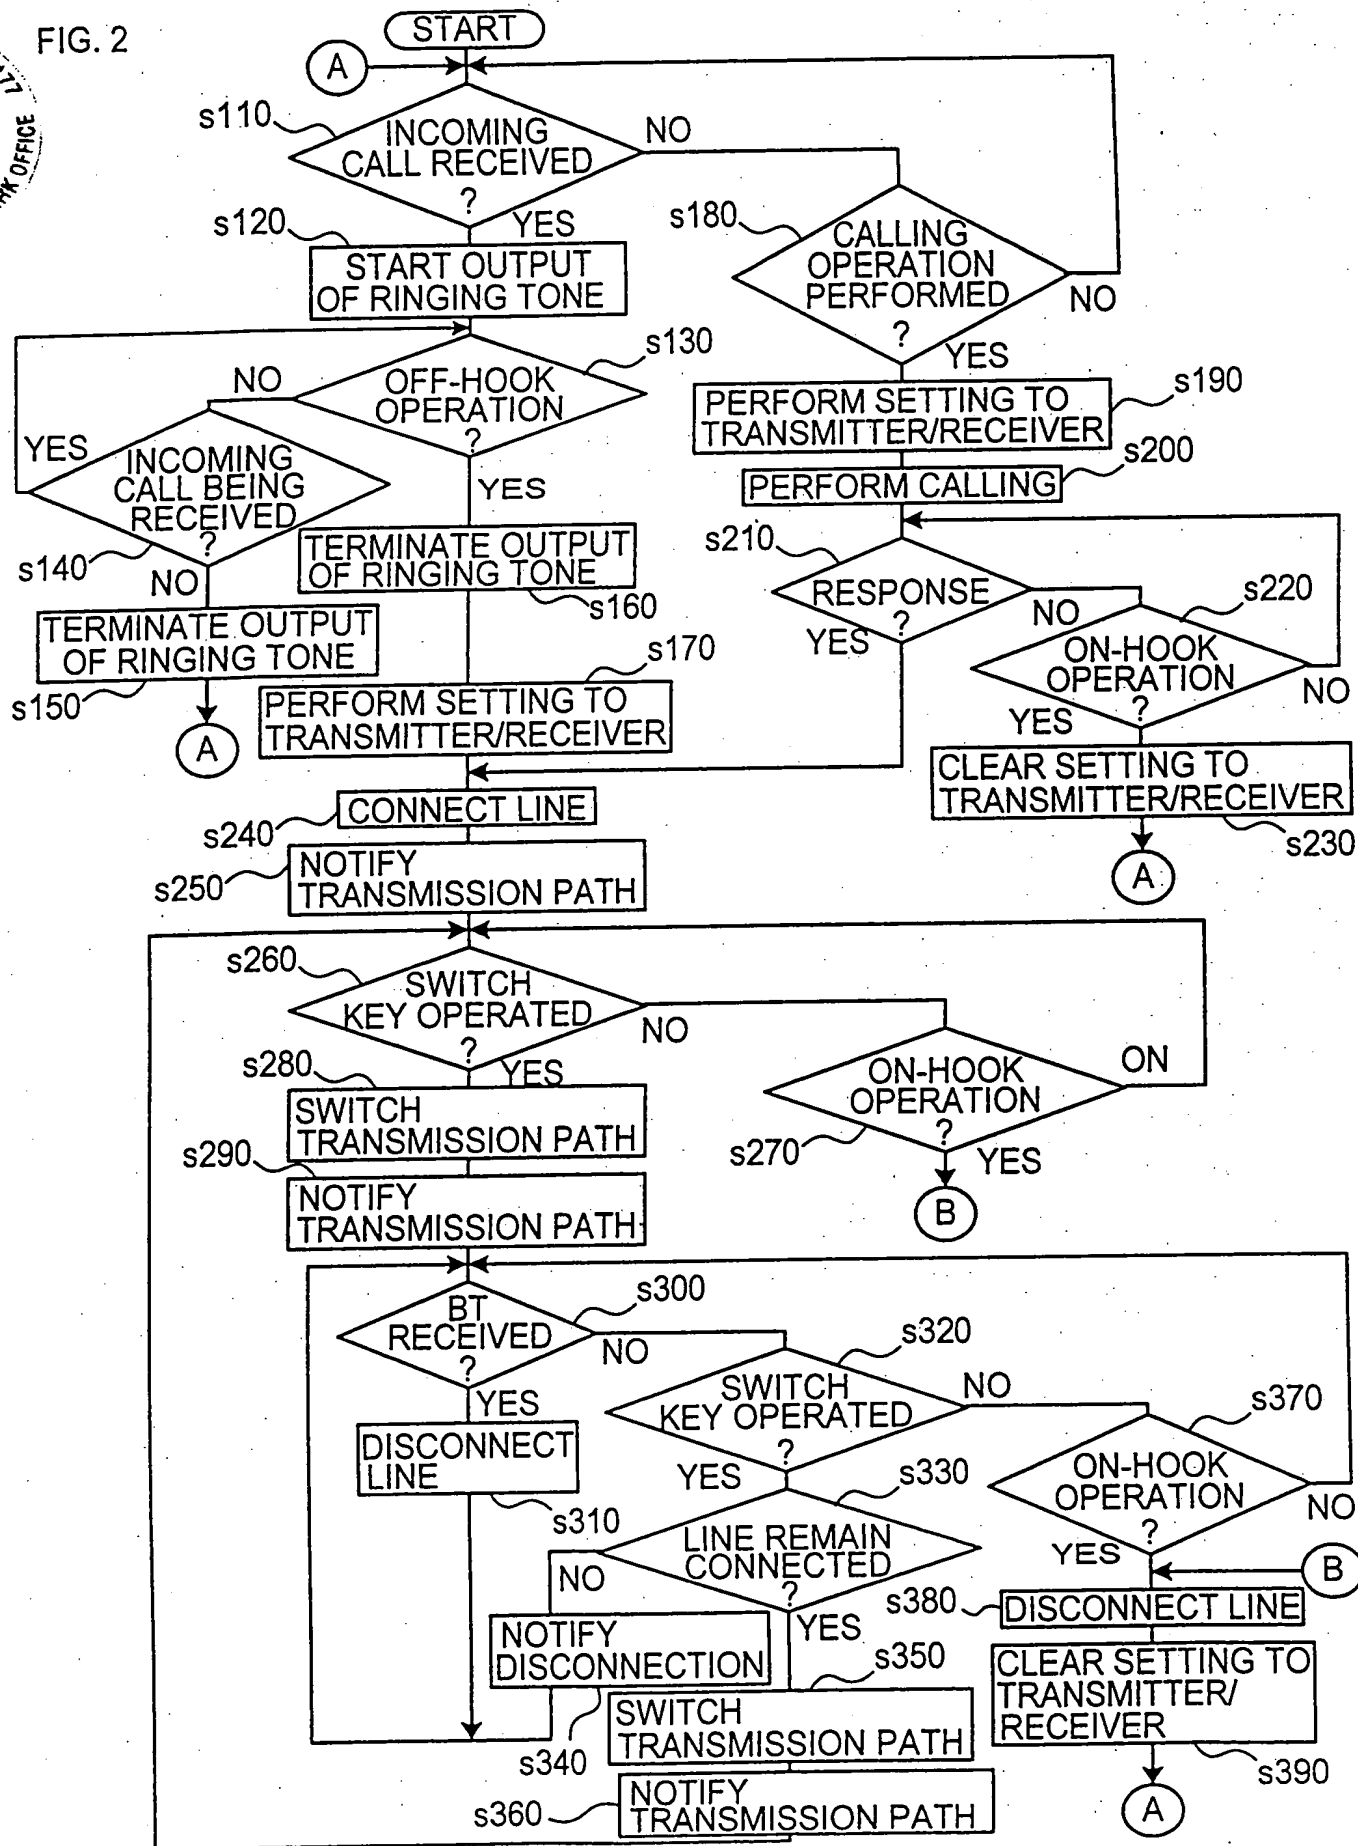 FIG. 2
START
A
s110
INCOMING
CALL RECEIVED
?
NO
YES
s120
START OUTPUT
OF RINGING TONE
s180
CALLING
OPERATION
PERFORMED
?
NO
YES
s130
OFF-HOOK
OPERATION
?
NO
YES
s190
PERFORM SETTING TO
TRANSMITTER/RECEIVER
s200
PERFORM CALLING
YES
INCOMING
CALL BEING
RECEIVED
?
s140
NO
TERMINATE OUTPUT
OF RINGING TONE
s160
s210
RESPONSE
?
NO
YES
s220
ON-HOOK
OPERATION
?
NO
YES
TERMINATE OUTPUT
OF RINGING TONE
s150
A
s170
PERFORM SETTING TO
TRANSMITTER/RECEIVER
CLEAR SETTING TO
TRANSMITTER/RECEIVER
s230
A
s240
CONNECT LINE
s250
NOTIFY
TRANSMISSION PATH
s260
SWITCH
KEY OPERATED
?
NO
YES
s280
SWITCH
TRANSMISSION PATH
ON-HOOK
OPERATION
?
ON
s270
YES
B
s290
NOTIFY
TRANSMISSION PATH
BT
RECEIVED
?
s300
NO
YES
DISCONNECT
LINE
s310
s320
SWITCH
KEY OPERATED
?
NO
YES
s370
ON-HOOK
OPERATION
?
NO
YES
s330
LINE REMAIN
CONNECTED
?
NO
YES
B
s380
DISCONNECT LINE
NOTIFY
DISCONNECTION
s340
s350
SWITCH
TRANSMISSION PATH
CLEAR SETTING TO
TRANSMITTER/
RECEIVER
s390
A
s360
NOTIFY
TRANSMISSION PATH
OFFICE